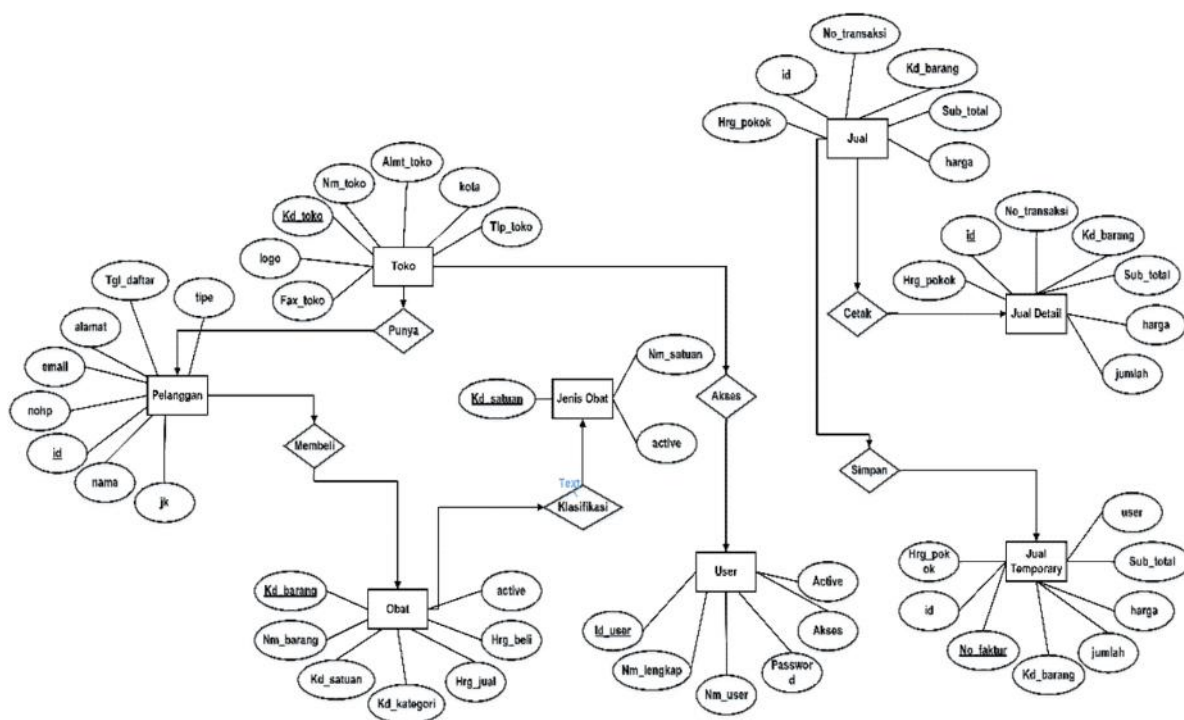 No_transaksi
id
Kd_barang
Hrg_pokok
Sub_total
Jual
harga
Almt_toko
Nm_toko
kota
Kd_toko
Tlp_toko
logo
Toko
Fax_toko
Punya
Tgl_daftar
tipe
alamat
email
Pelanggan
nohp
id
nama
jk
Membeli
No_transaksi
id
Kd_barang
Hrg_pokok
Sub_total
Cetak
Jual Detail
harga
jumlah
Nm_satuan
Kd_satuan
Jenis Obat
active
Akses
Text
Klasifikasi
Simpan
Kd_barang
active
Obat
Nm_barang
Hrg_beli
Kd_satuan
Hrg_jual
Kd_kategori
User
Active
Id_user
Akses
Nm_lengkap
Passwor
d
Nm_user
user
Hrg_pok
ok
Jual
Temporary
Sub_total
id
harga
No_faktur
jumlah
Kd_barang